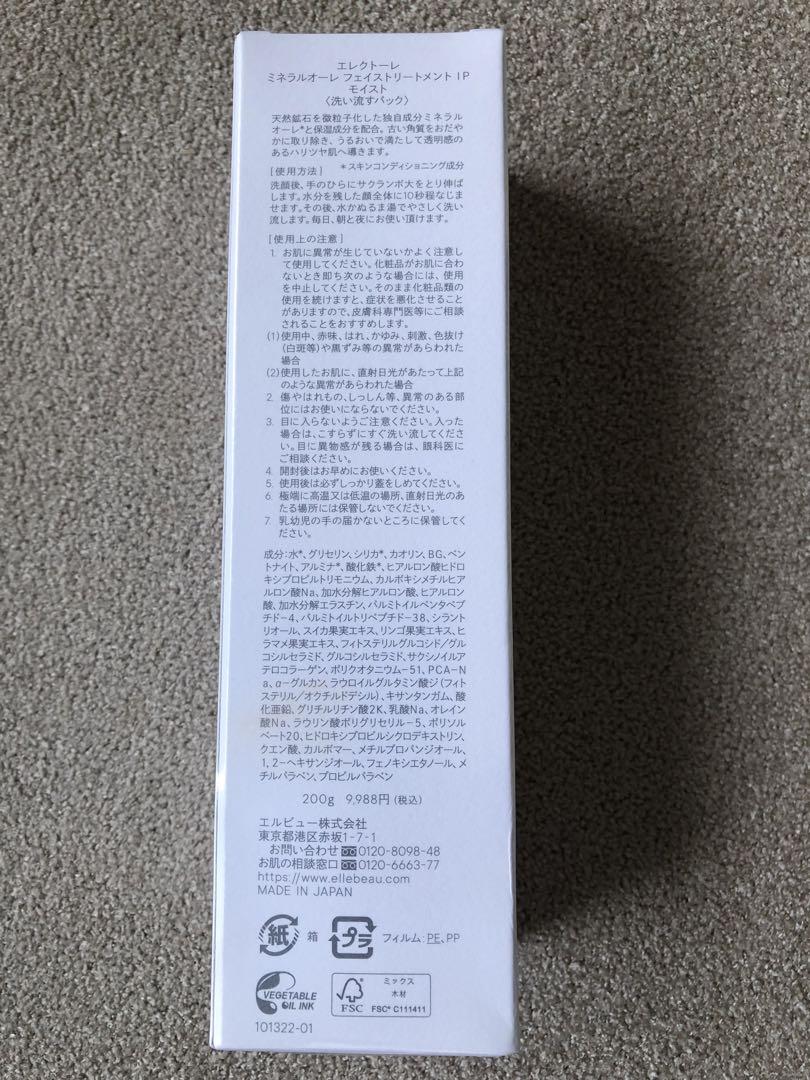 エレクトーレ
ミネラルオーレ フェイストリートメント IP
モイスト
〈洗い流すパック〉
天然鉱石を微粒子化した独自成分ミネラル
オーレ*と保湿成分を配合。古い角質をおだや
かに取り除き、うるおいで満たして透明感の
あるハリツヤ肌へ導きます。
*スキンコンディショニング成分
[使用方法]
洗顔後、手のひらにサクランボ大をとり伸ば
します。水分を残した顔全体に10秒程なじま
せます。その後、水かぬるま湯でやさしく洗い
流します。毎日、朝と夜にお使い頂けます。
[使用上の注意]
1. お肌に異常が生じていないかよく注意し
て使用してください。化粧品がお肌に合わ
ないとき即ち次のような場合には、使用
を中止してください。そのまま化粧品類の
使用を続けますと、症状を悪化させること
がありますので、皮膚科専門医等にご相談
されることをおすすめします。
(1)使用中、赤味、はれ、かゆみ、刺激、色抜け
(白斑等)や黒ずみ等の異常があらわれた
場合
(2)使用したお肌に、直射日光があたって上記
のような異常があらわれた場合
2. 傷やはれもの、しっしん等、異常のある部
位にはお使いにならないでください。
3. 目に入らないようご注意ください。入った
場合は、こすらずにすぐ洗い流してくださ
い。目に異物感が残る場合は、眼科医に
ご相談ください。
4. 開封後はお早めにお使いください。
5. 使用後は必ずしっかり蓋をしめてください。
6. 極端に高温又は低温の場所、直射日光のあ
たる場所には保管しないでください。
7. 乳幼児の手の届かないところに保管してく
ださい。
成分:水*、グリセリン、シリカ*、カオリン、BG、ベン
トナイト、アルミナ*、酸化鉄*、ヒアルロン酸ヒドロ
キシプロピルトリモニウム、カルボキシメチルヒア
ルロン酸Na、加水分解ヒアルロン酸、ヒアルロン
酸、加水分解エラスチン、パルミトイルペンタペプ
チド-4、パルミトイルトリペプチド-38、シラント
リオール、スイカ果実エキス、リンゴ果実エキス、ヒ
ラマメ果実エキス、フィトステリルグルコシド/グル
コシルセラミド、グルコシルセラミド、サクシノイルア
テロコラーゲン、ポリクオタニウム-51、PCA-N
a、α-グルカン、ラウロイルグルタミン酸ジ(フィト
ステリル/オクチルドデシル)、キサンタンガム、酸
化亜鉛、グリチルリチン酸2K、乳酸Na、オレイン
酸Na、ラウリン酸ポリグリセリル-5、ポリソル
ベート20、ヒドロキシプロピルシクロデキストリン、
クエン酸、カルボマー、メチルプロパンジオール、
1,2-ヘキサンジオール、フェノキシエタノール、メ
チルパラベン、プロピルパラベン
200g 9,988円(税込)
エルビュー株式会社
東京都港区赤坂1-7-1
お問い合わせ 0120-8098-48
お肌の相談窓口 0120-6663-77
https://www.ellebeau.com
MADE IN JAPAN
紙 箱 プラ フィルム:PE、PP
VEGETABLE
OIL INK
FSC
ミックス
木材
FSC® C111411
101322-01